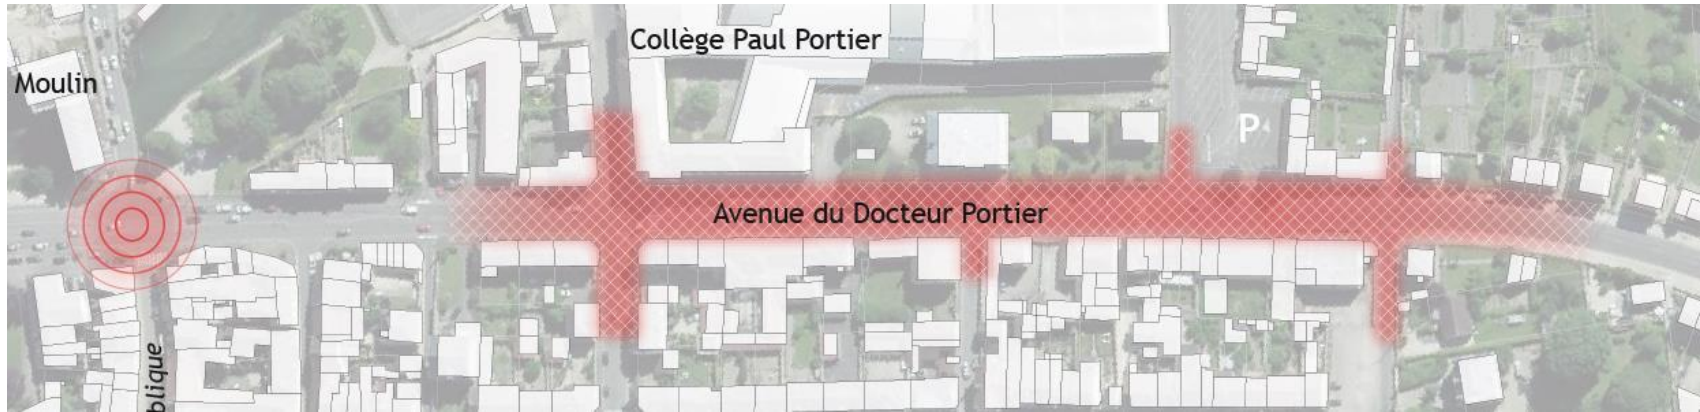 Collège Paul Portier
Moulin
P
Avenue du Docteur Portier
blique